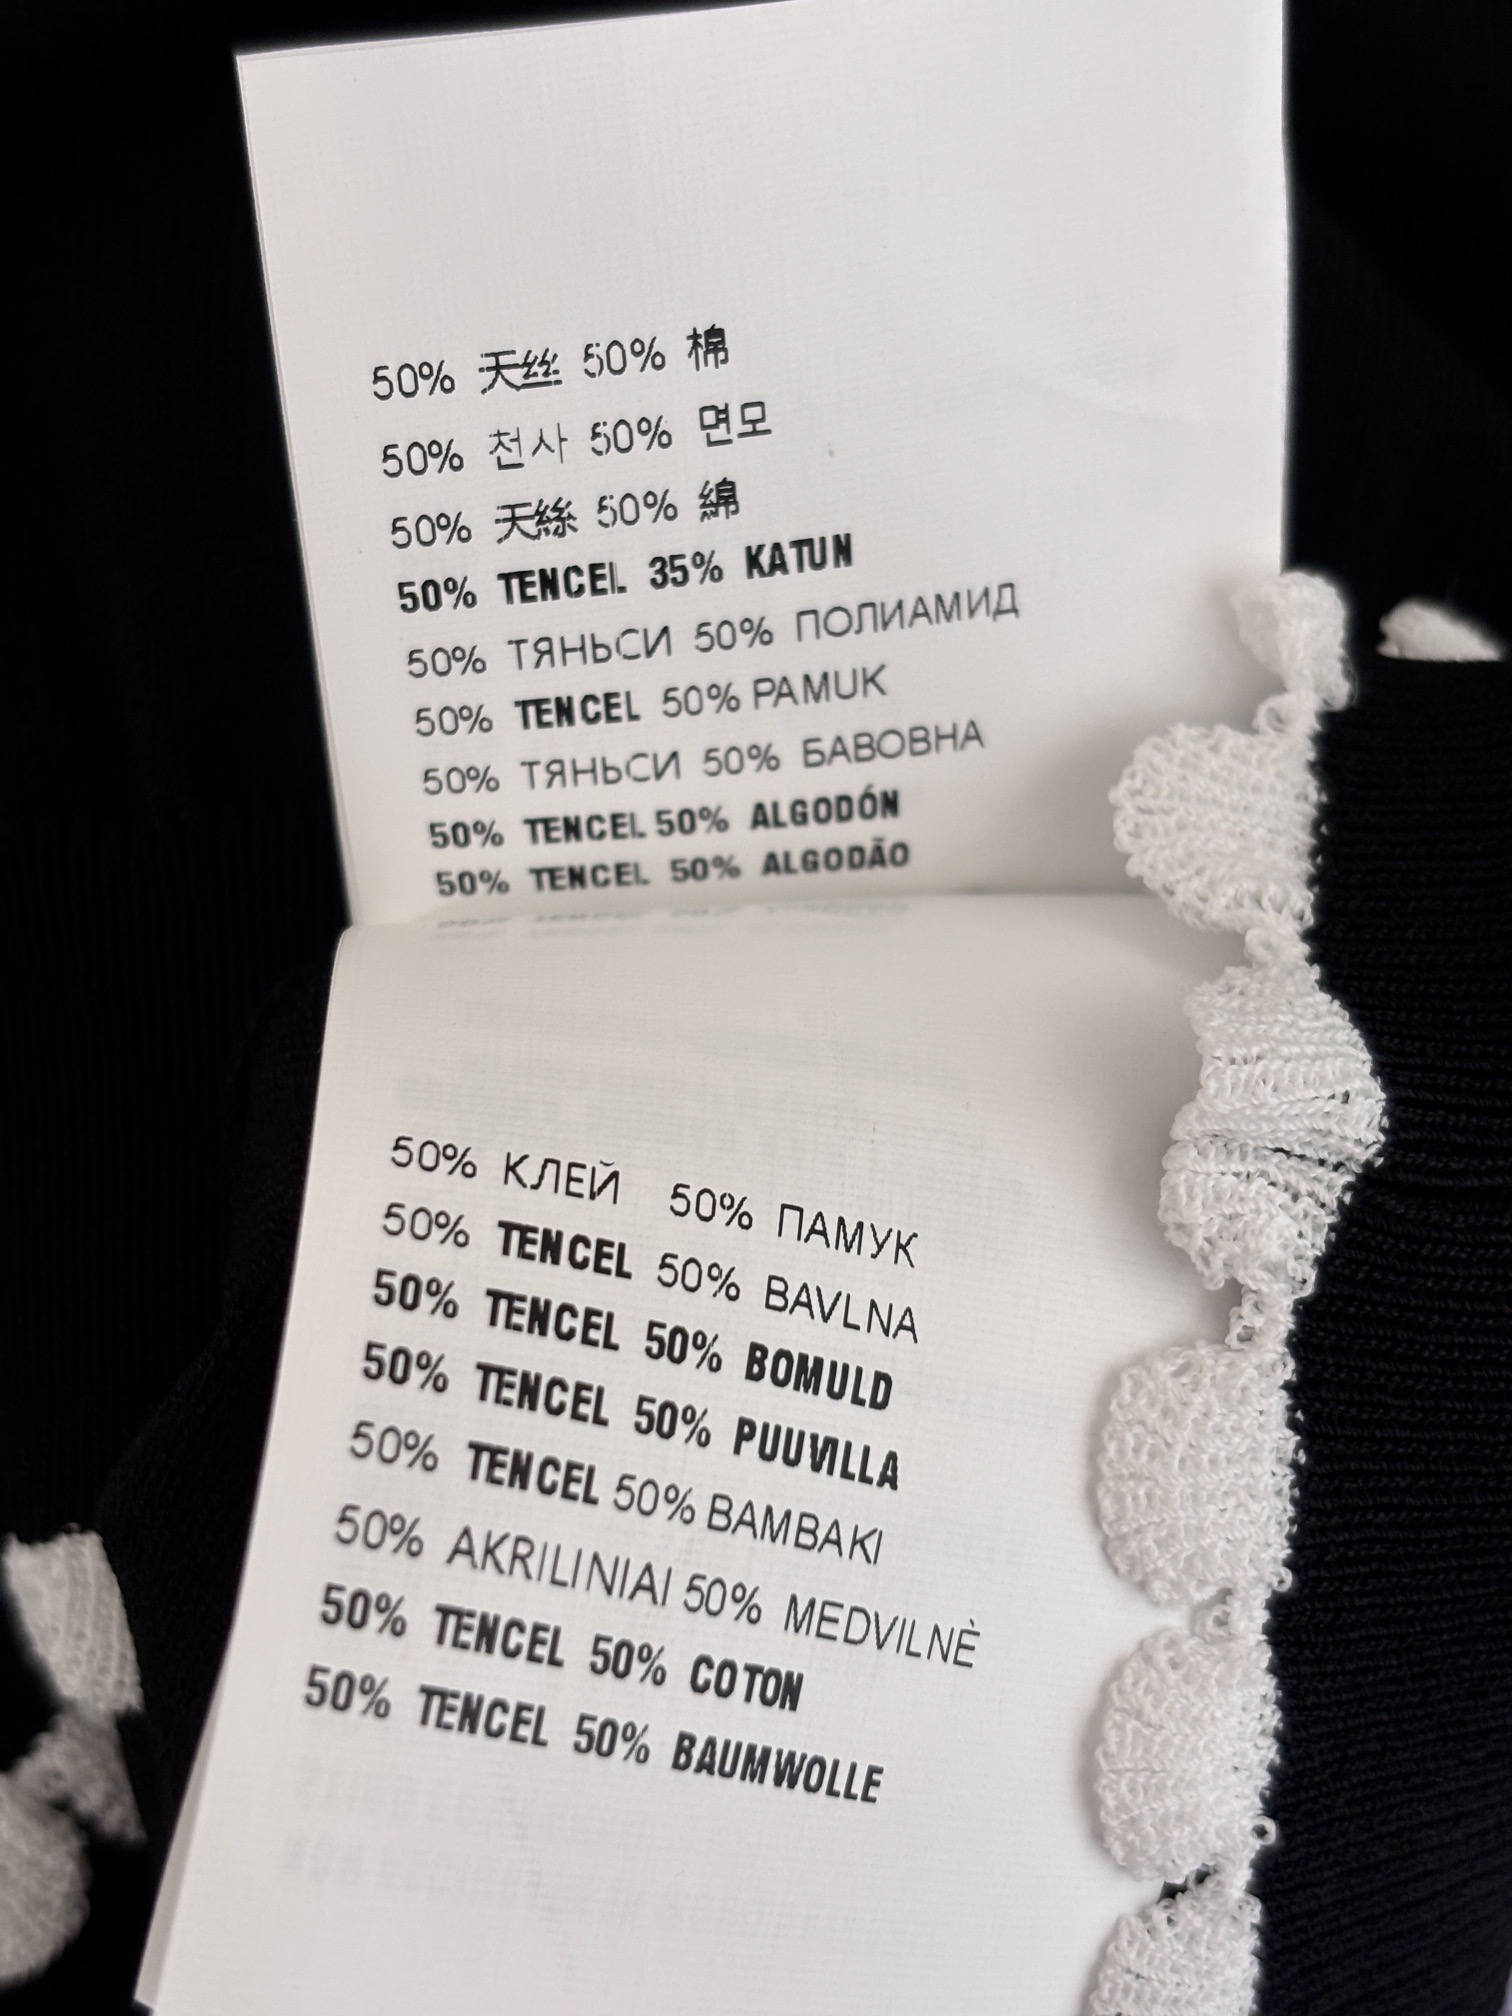 50% 天丝 50% 棉
50% 천사 50% 면모
50% 天絲 50% 綿
50% TENCEL 35% KATUN
50% ТЯНЬСИ 50% ПОЛИАМИД
50% TENCEL 50% PAMUK
50% ТЯНЬСИ 50% БАВОВНА
50% TENCEL 50% ALGODÓN
50% TENCEL 50% ALGODÃO
50% КЛЕЙ 50% ПАМУК
50% TENCEL 50% BAVLNA
50% TENCEL 50% BOMULD
50% TENCEL 50% PUUVILLA
50% TENCEL 50% BAMBAKI
50% AKRILINIAI 50% MEDVILNĖ
50% TENCEL 50% COTON
50% TENCEL 50% BAUMWOLLE